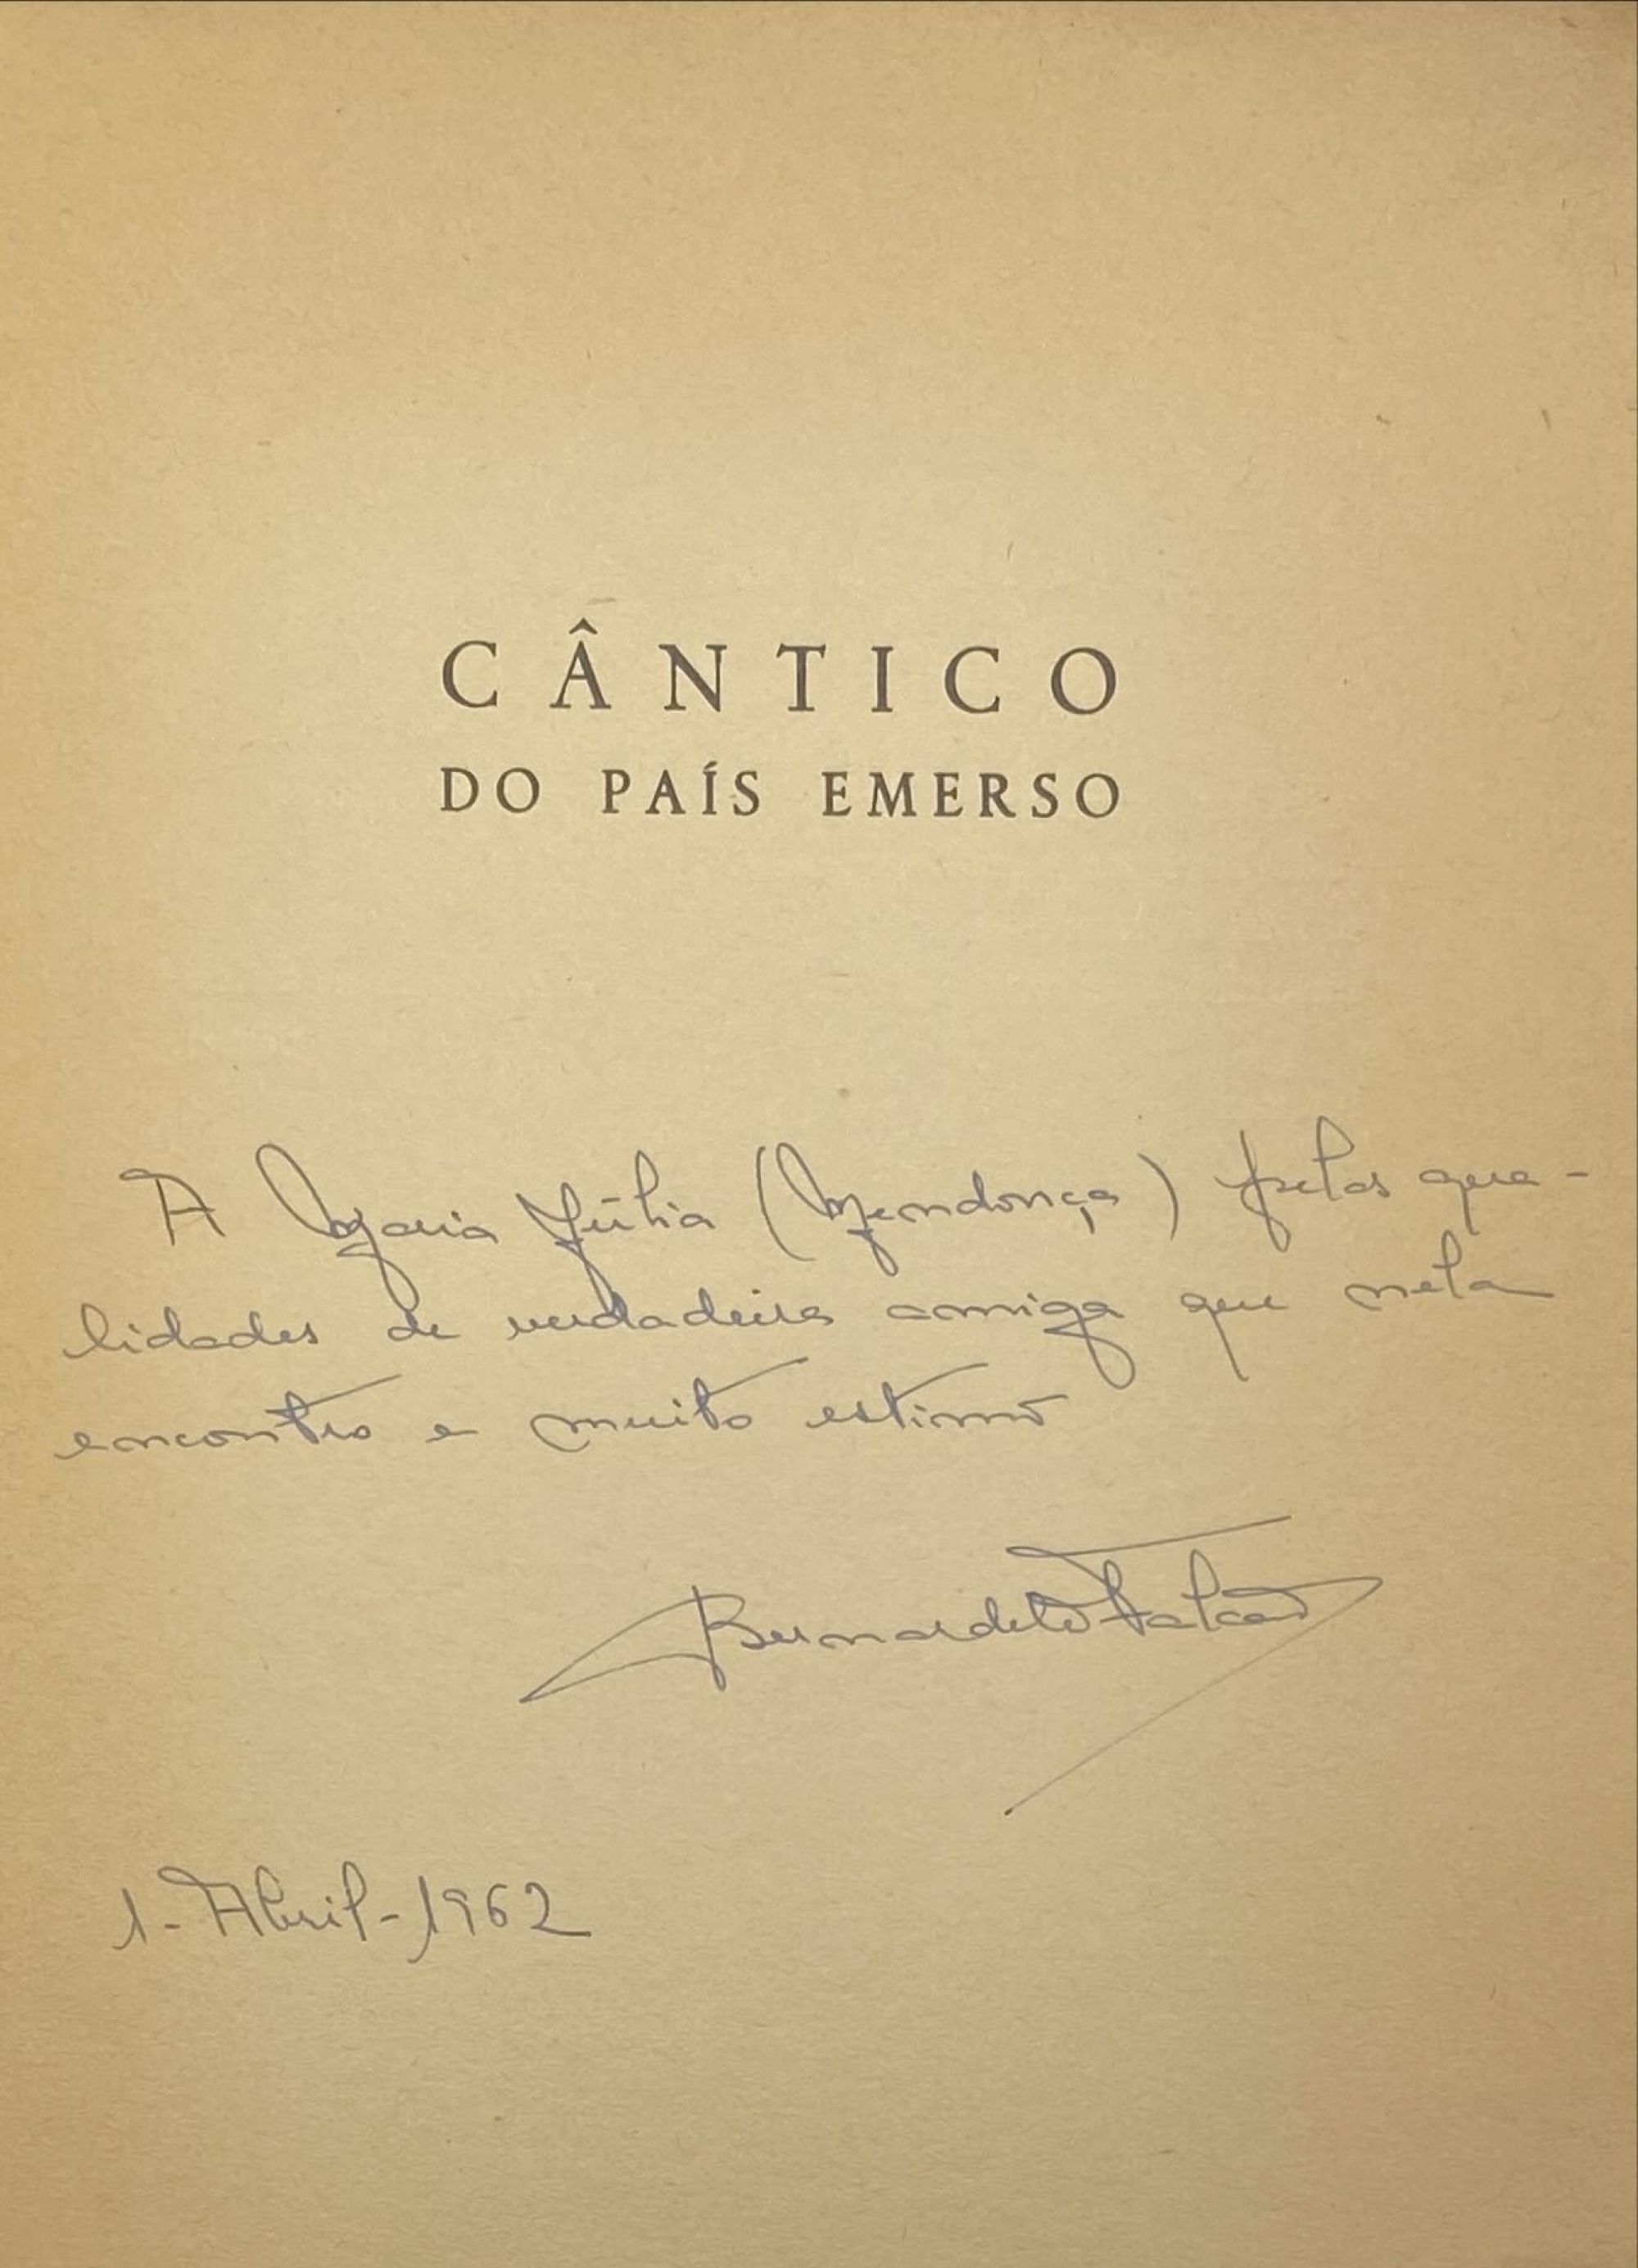 CÂNTICO
DO PAÍS EMERSO
A Maria Júlia (Mendonça) pelas qua-
lidades de verdadeira amiga que nela
encontro e muito estimo
Bernardete Falcão
1-Abril-1962